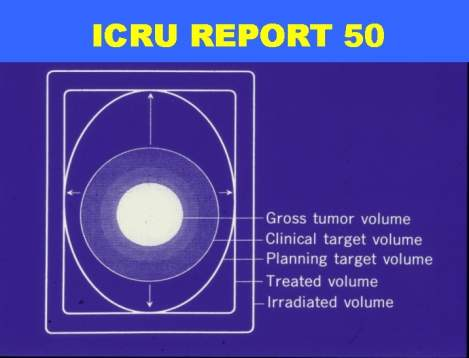 ICRU REPORT 50
Gross tumor volume
Clinical target volume
Planning target volume
Treated volume
Irradiated volume